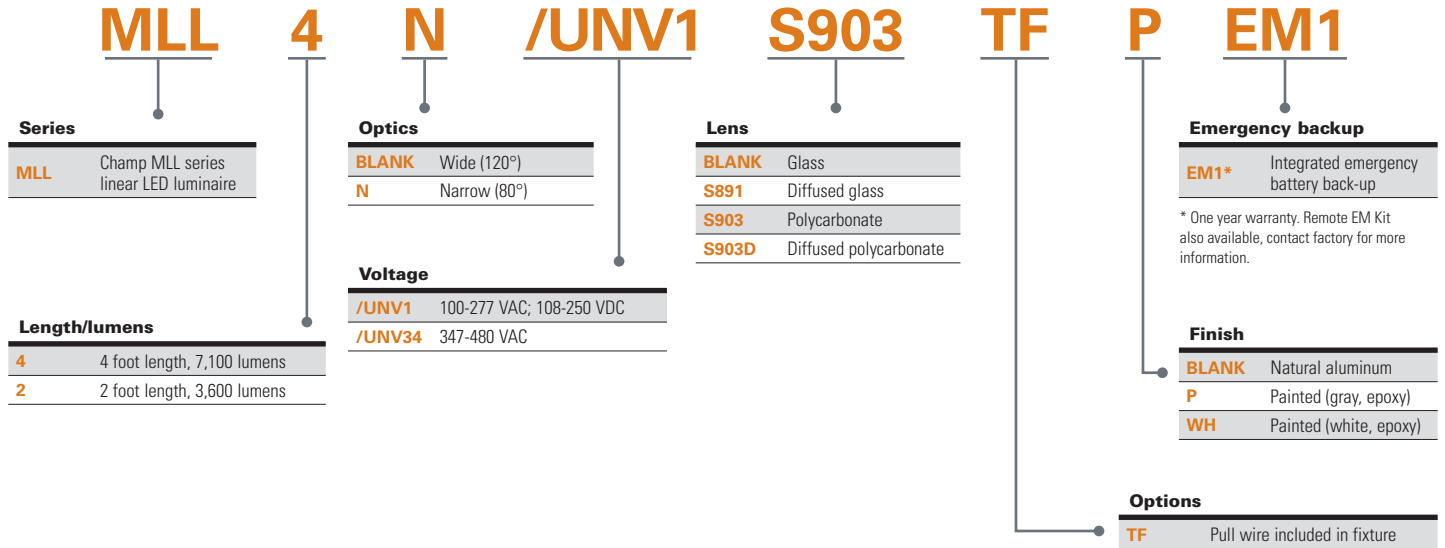 MLL 4 N /UNV1 S903 TF P EM1
Series
MLL Champ MLL series
linear LED luminaire
Length/lumens
4 4 foot length, 7,100 lumens
2 2 foot length, 3,600 lumens
Optics
BLANK Wide (120°)
N Narrow (80°)
Voltage
/UNV1 100-277 VAC; 108-250 VDC
/UNV34 347-480 VAC
Lens
BLANK Glass
S891 Diffused glass
S903 Polycarbonate
S903D Diffused polycarbonate
Emergency backup
EM1* Integrated emergency
battery back-up
* One year warranty. Remote EM Kit
also available, contact factory for more
information.
Finish
BLANK Natural aluminum
P Painted (gray, epoxy)
WH Painted (white, epoxy)
Options
TF Pull wire included in fixture